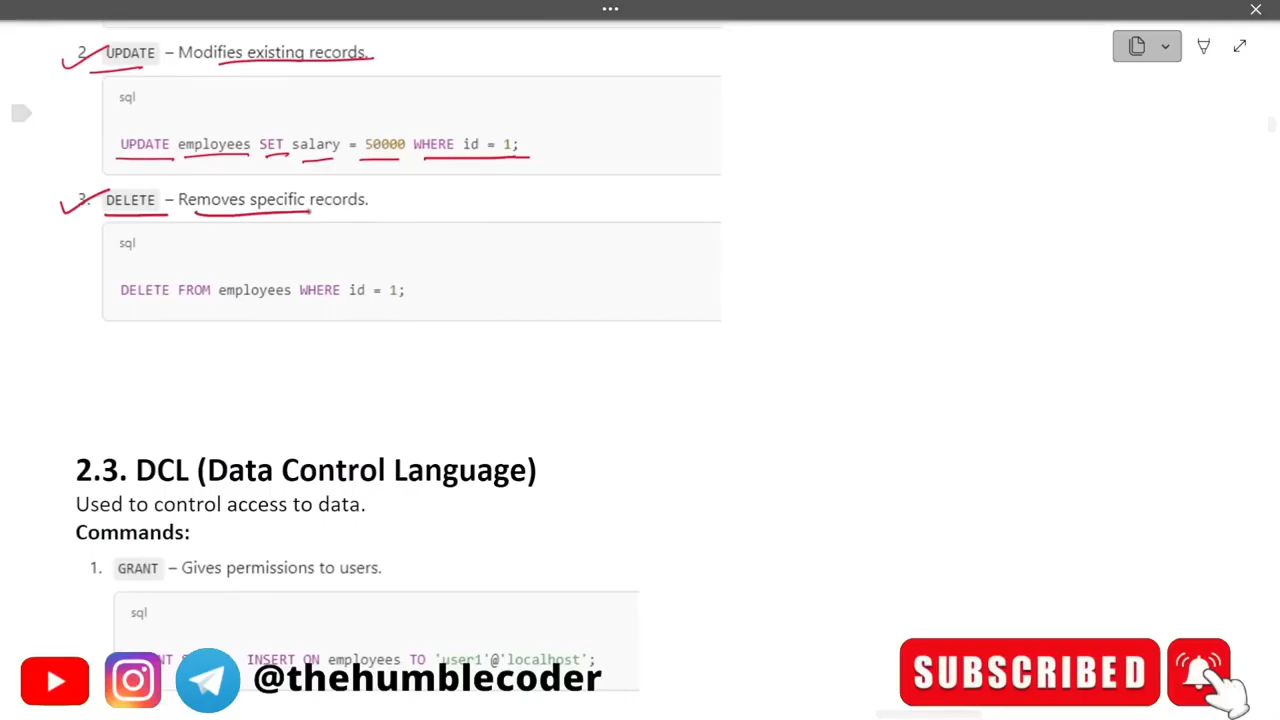 2. UPDATE – Modifies existing records.
sql
UPDATE employees SET salary = 50000 WHERE id = 1;
3. DELETE – Removes specific records.
sql
DELETE FROM employees WHERE id = 1;
2.3. DCL (Data Control Language)
Used to control access to data.
Commands:
1. GRANT – Gives permissions to users.
sql
INSERT ON employees TO 'user1'@'localhost';
@thehumblecoder
SUBSCRIBED